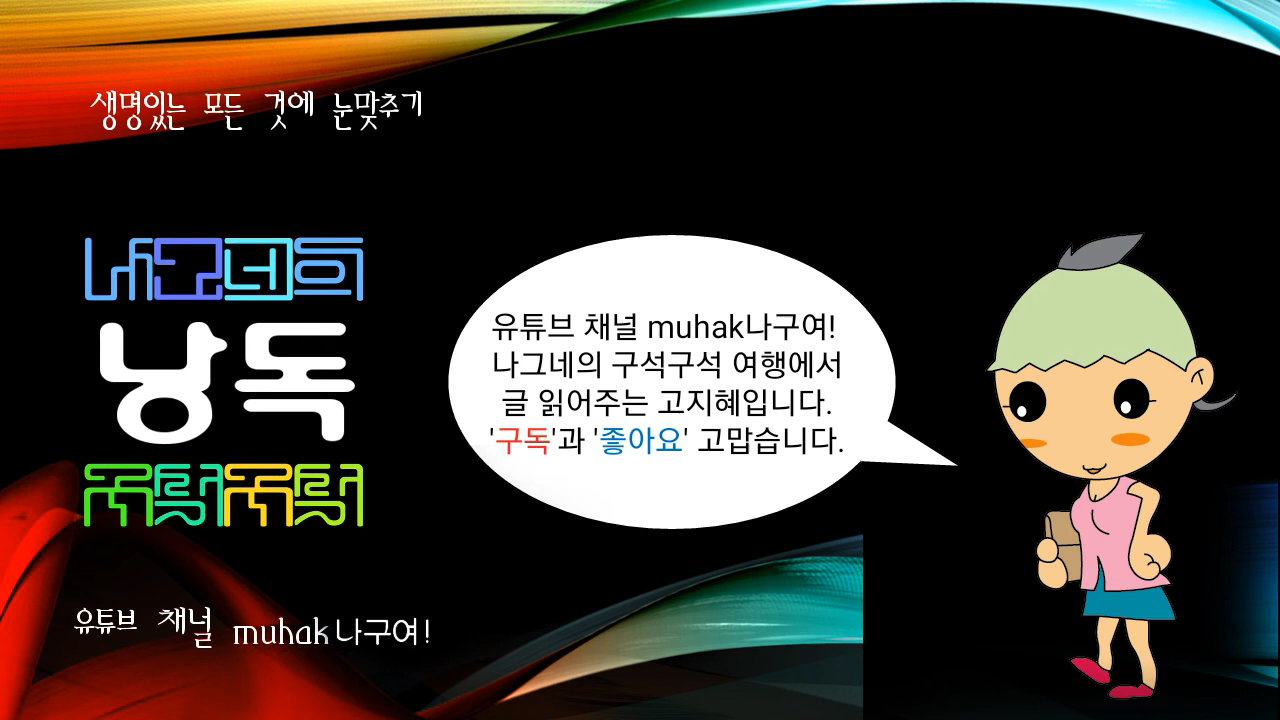 생명있는 모든 것에 눈맞추기
나그네의
낭독
구석구석
유튜브 채널 muhak나구여!
나그네의 구석구석 여행에서
글 읽어주는 고지혜입니다.
'구독'과 '좋아요' 고맙습니다.
유튜브 채널 muhak나구여!